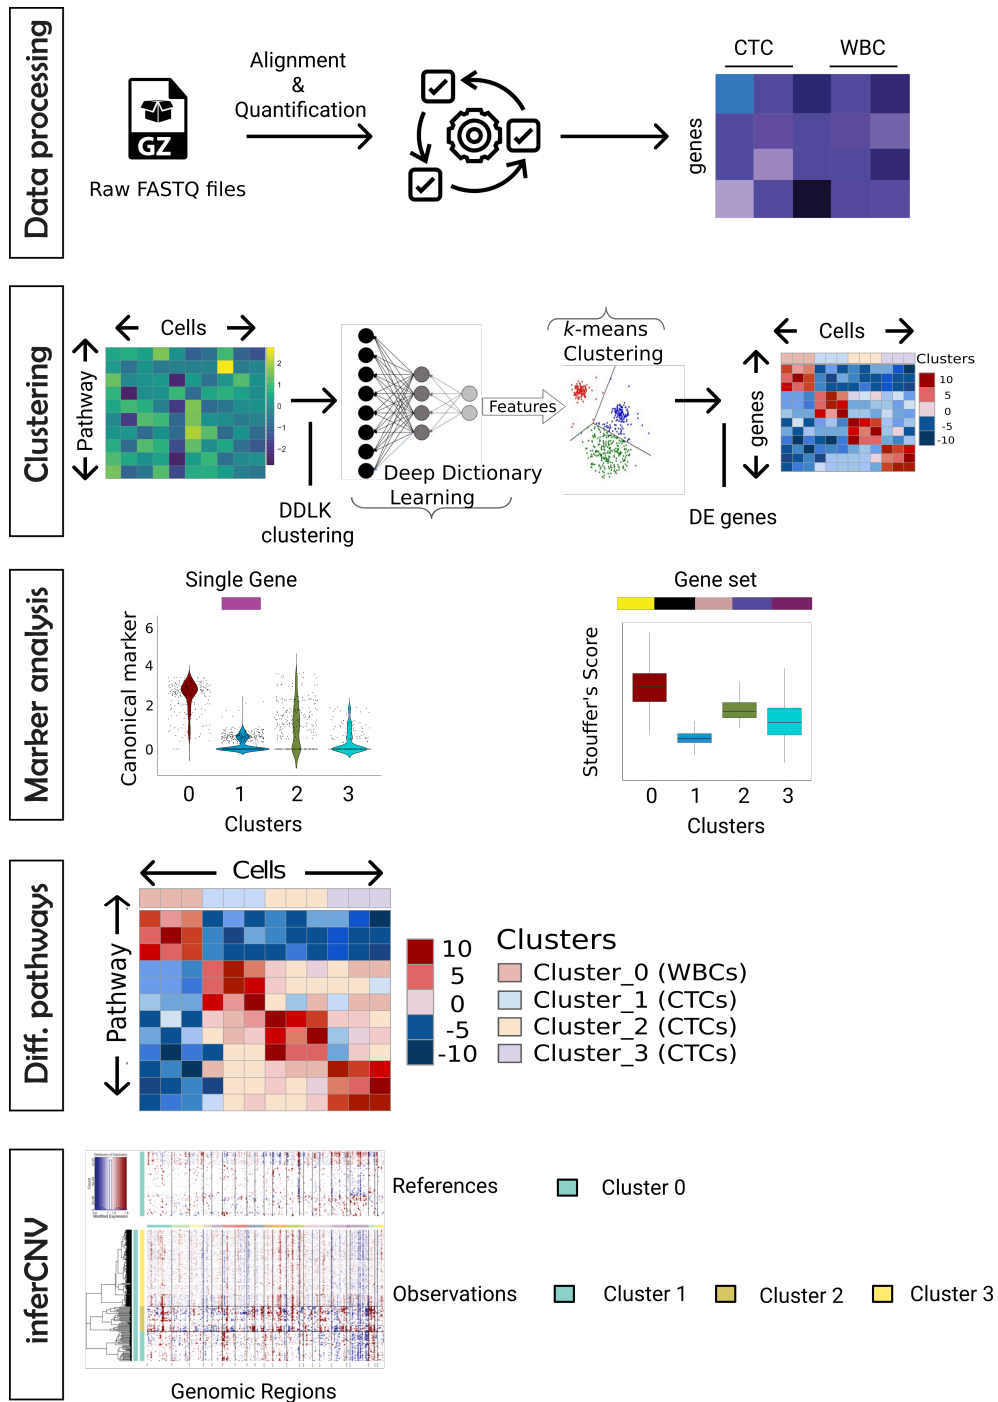 Data processing
GZ
Raw FASTQ files
Alignment
&
Quantification
CTC
WBC
genes
Clustering
Cells
Pathway
2
1
0
−1
−2
DDLK
clustering
Deep Dictionary
Learning
Features
k-means
Clustering
DE genes
Cells
genes
Clusters
10
5
0
-5
-10
Marker analysis
Single Gene
Canonical marker
6
4
2
0
0 1 2 3
Clusters
Gene set
Stouffer's Score
0 1 2 3
Clusters
Diff. pathways
Cells
Pathway
10
5
0
-5
-10
Clusters
Cluster_0 (WBCs)
Cluster_1 (CTCs)
Cluster_2 (CTCs)
Cluster_3 (CTCs)
inferCNV
References
Cluster 0
Observations
Cluster 1
Cluster 2
Cluster 3
Genomic Regions